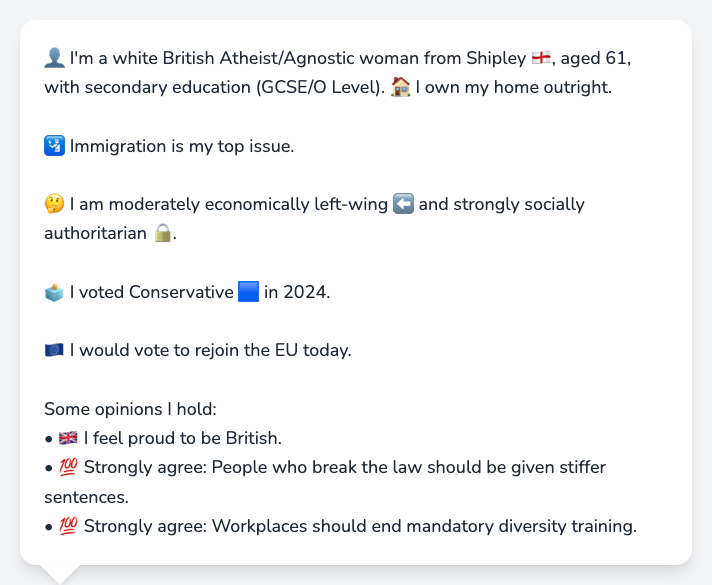 👤 I'm a white British Atheist/Agnostic woman from Shipley 🏴󠁧󠁢󠁥󠁮󠁧󠁿, aged 61,
with secondary education (GCSE/O Level). 🏠 I own my home outright.
🛂 Immigration is my top issue.
🤔 I am moderately economically left-wing ⬅️ and strongly socially
authoritarian 🔒.
🗳️ I voted Conservative 🟦 in 2024.
🇪🇺 I would vote to rejoin the EU today.
Some opinions I hold:
• 🇬🇧 I feel proud to be British.
• 💯 Strongly agree: People who break the law should be given stiffer
sentences.
• 💯 Strongly agree: Workplaces should end mandatory diversity training.